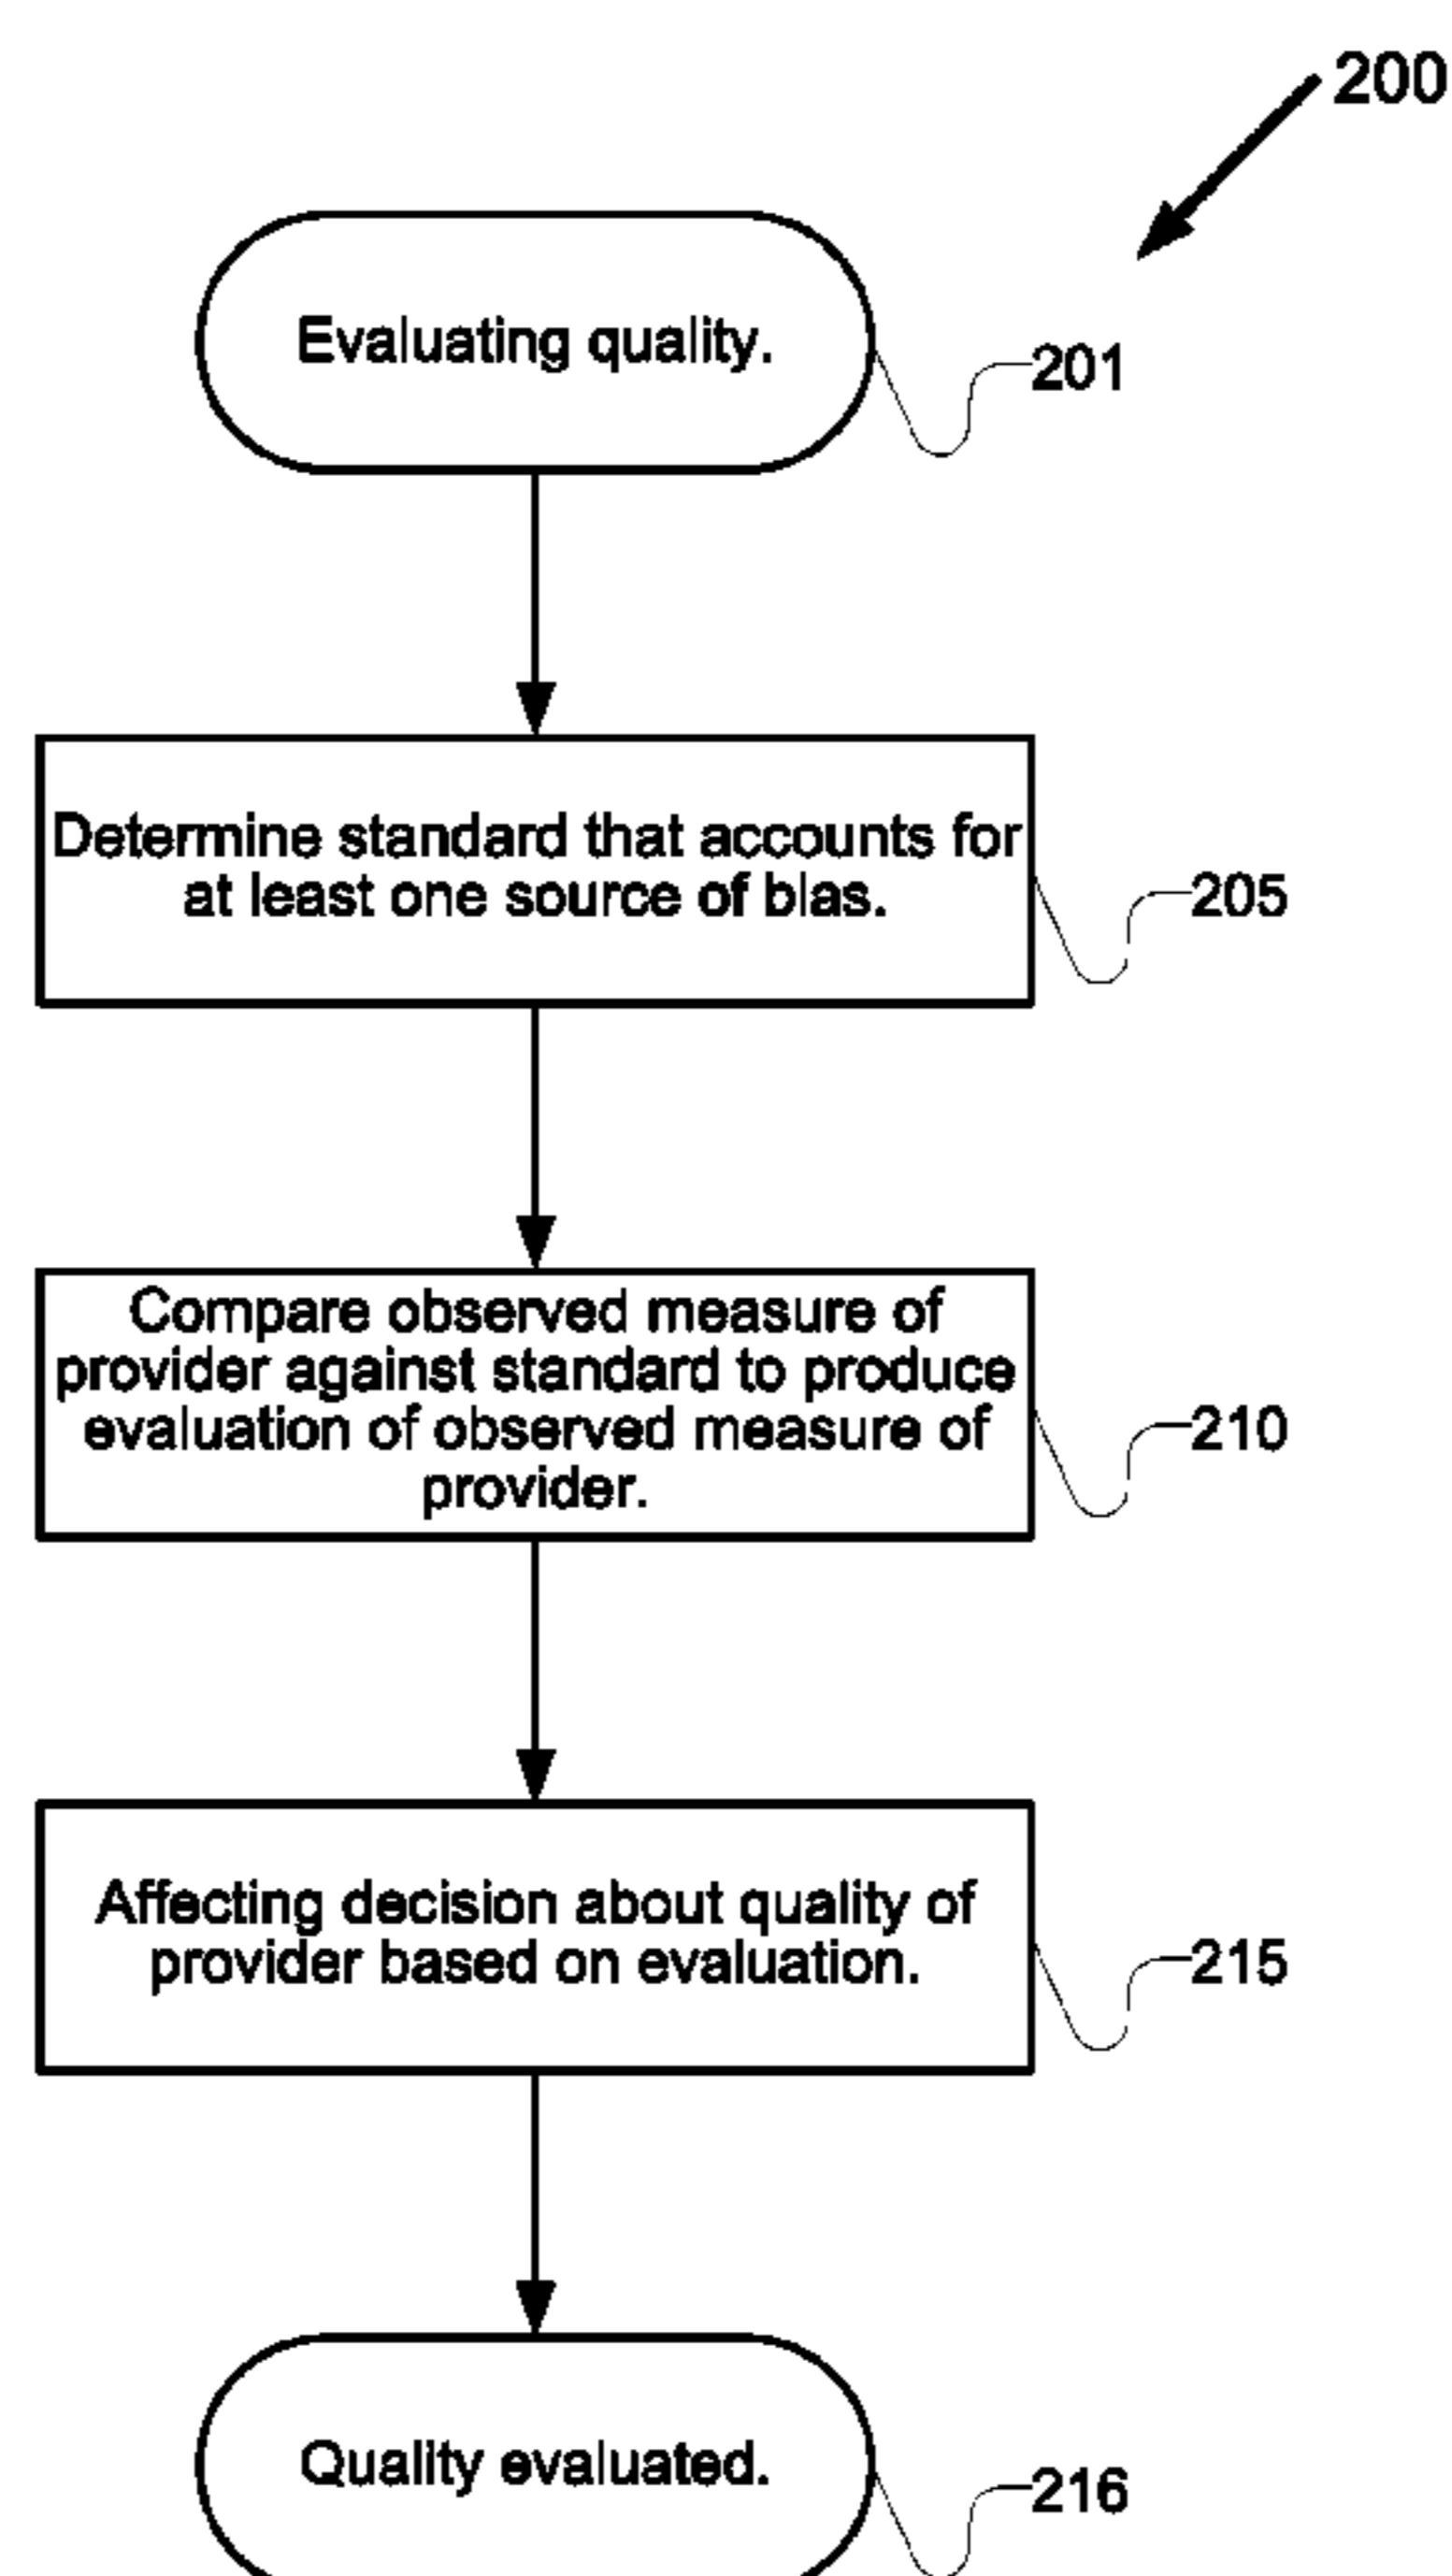 200
Evaluating quality.
201
Determine standard that accounts for
at least one source of bias.
205
Compare observed measure of
provider against standard to produce
evaluation of observed measure of
provider.
210
Affecting decision about quality of
provider based on evaluation.
215
Quality evaluated.
216